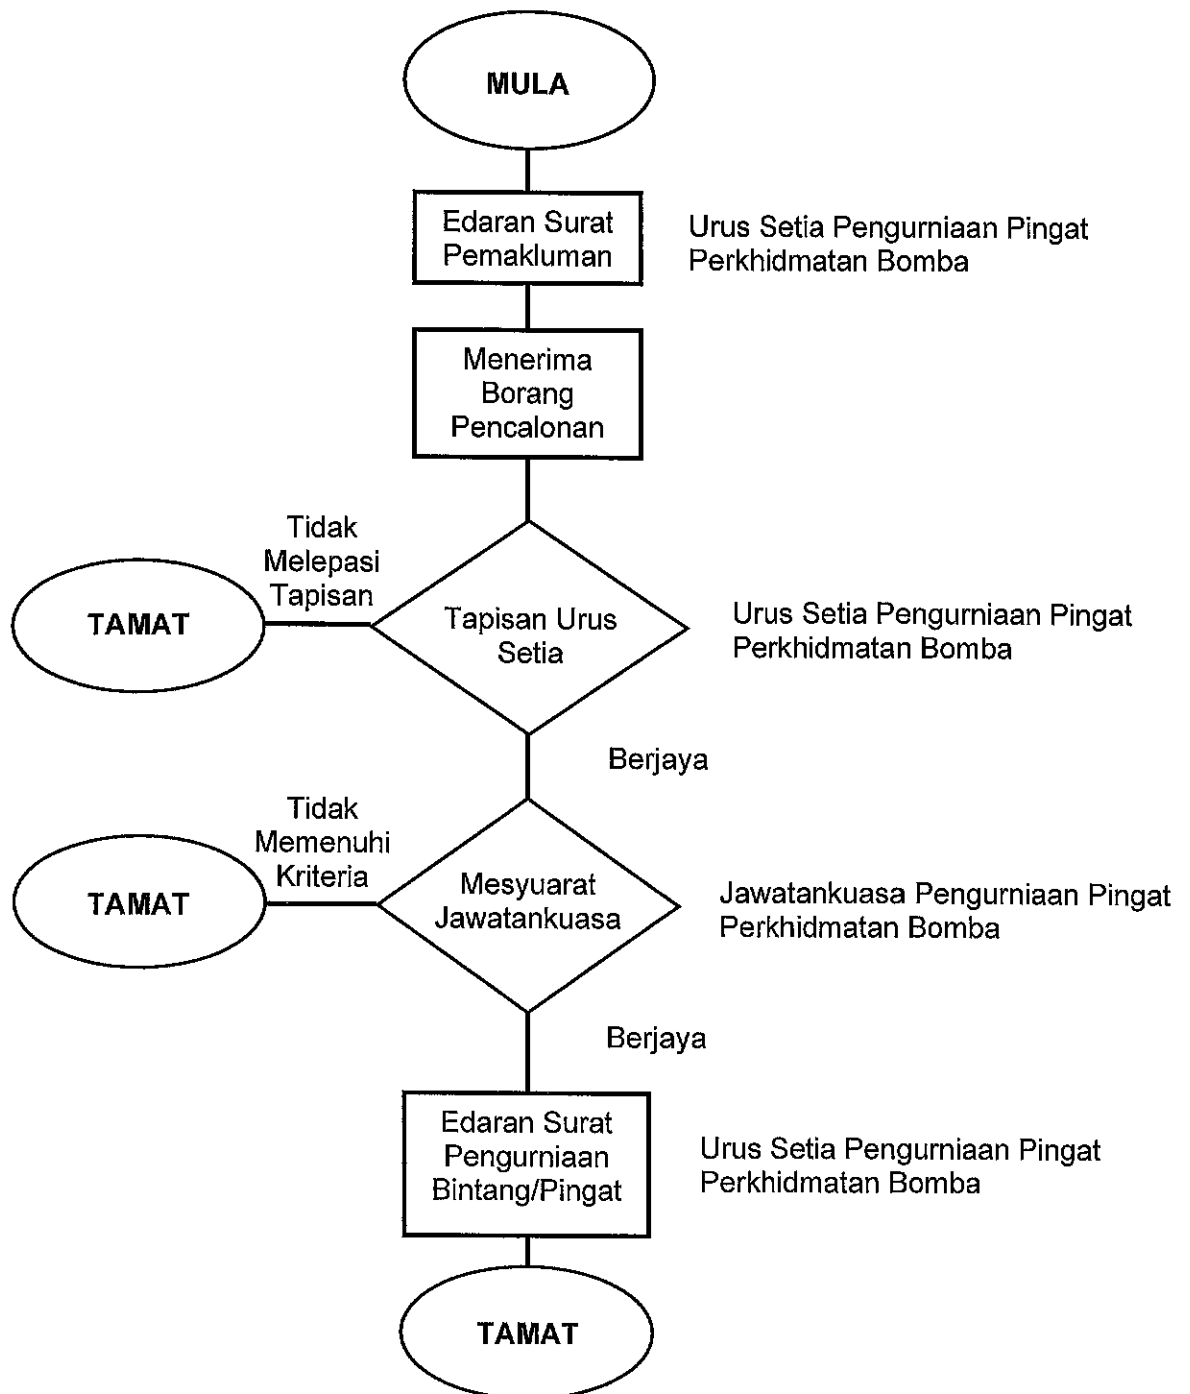 MULA
Edaran Surat
Pemakluman
Urus Setia Pengurniaan Pingat
Perkhidmatan Bomba
Menerima
Borang
Pencalonan
Tidak
Melepasi
Tapisan
TAMAT
Tapisan Urus
Setia
Urus Setia Pengurniaan Pingat
Perkhidmatan Bomba
Berjaya
Tidak
Memenuhi
Kriteria
TAMAT
Mesyuarat
Jawatankuasa
Jawatankuasa Pengurniaan Pingat
Perkhidmatan Bomba
Berjaya
Edaran Surat
Pengurniaan
Bintang/Pingat
Urus Setia Pengurniaan Pingat
Perkhidmatan Bomba
TAMAT